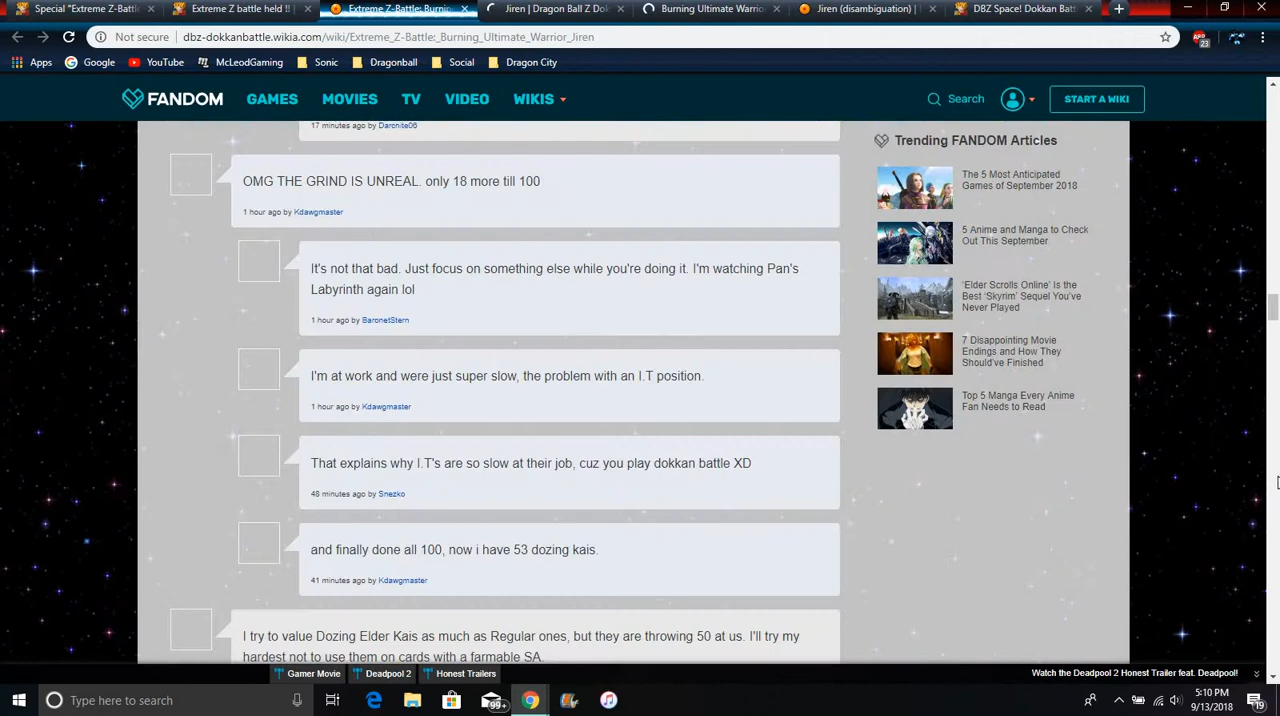 Special "Extreme Z-Battle:
Extreme Z battle held !!
Extreme Z-Battle: Burning
Jiren | Dragon Ball Z Dok
Burning Ultimate Warrio
Jiren (disambiguation) |
DBZ Space! Dokkan Batt
Not secure | dbz-dokkanbattle.wikia.com/wiki/Extreme_Z-Battle:_Burning_Ultimate_Warrior_Jiren
ABP
23
Apps
Google
YouTube
McLeodGaming
Sonic
Dragonball
Social
Dragon City
FANDOM
GAMES
MOVIES
TV
VIDEO
WIKIS
Search
START A WIKI
17 minutes ago by Darcnite06
OMG THE GRIND IS UNREAL. only 18 more till 100
1 hour ago by Kdawgmaster
It's not that bad. Just focus on something else while you're doing it. I'm watching Pan's
Labyrinth again lol
1 hour ago by BaronetStern
I'm at work and were just super slow, the problem with an I.T position.
1 hour ago by Kdawgmaster
That explains why I.T's are so slow at their job, cuz you play dokkan battle XD
48 minutes ago by Snezko
and finally done all 100, now i have 53 dozing kais.
41 minutes ago by Kdawgmaster
I try to value Dozing Elder Kais as much as Regular ones, but they are throwing 50 at us. I'll try my
hardest not to use them on cards with a farmable SA.
Trending FANDOM Articles
The 5 Most Anticipated
Games of September 2018
5 Anime and Manga to Check
Out This September
'Elder Scrolls Online' Is the
Best 'Skyrim' Sequel You've
Never Played
7 Disappointing Movie
Endings and How They
Should've Finished
Top 5 Manga Every Anime
Fan Needs to Read
Gamer Movie
Deadpool 2
Honest Trailers
Watch the Deadpool 2 Honest Trailer feat. Deadpool!
Type here to search
99+
5:10 PM
9/13/2018
19